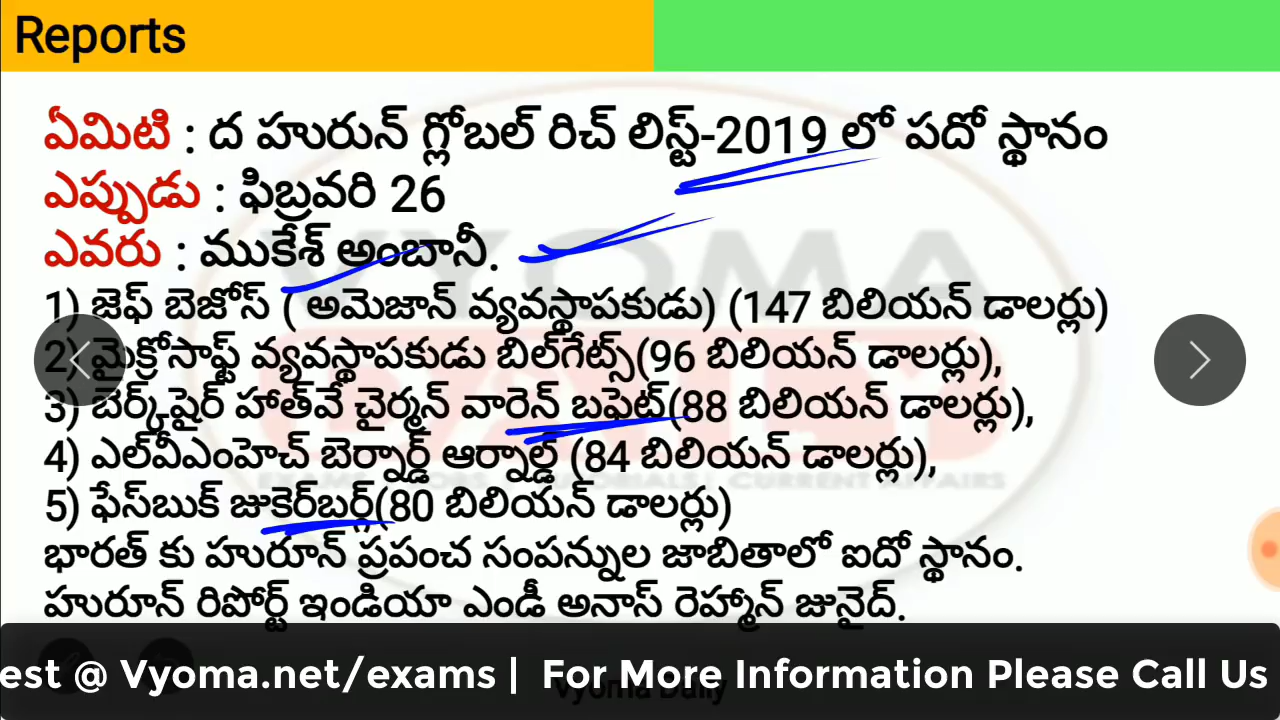 Reports
ఏమిటి : ద హురున్ గ్లోబల్ రిచ్ లిస్ట్-2019 లో పదో స్థానం
ఎప్పుడు : ఫిబ్రవరి 26
ఎవరు : ముకేశ్ అంబానీ.
1) జెఫ్ బెజోస్ ( అమెజాన్ వ్యవస్థాపకుడు) (147 బిలియన్ డాలర్లు)
2) మైక్రోసాఫ్ట్ వ్యవస్థాపకుడు బిల్‌గేట్స్(96 బిలియన్ డాలర్లు),
3) బెర్క్‌షైర్ హాత్‌వే చైర్మన్ వారెన్ బఫెట్(88 బిలియన్ డాలర్లు),
4) ఎల్‌వీఎంహెచ్ బెర్నార్డ్ ఆర్నాల్డ్ (84 బిలియన్ డాలర్లు),
5) ఫేస్‌బుక్ జుకెర్‌బర్గ్(80 బిలియన్ డాలర్లు)
భారత్ కు హురూన్ ప్రపంచ సంపన్నుల జాబితాలో ఐదో స్థానం.
హురూన్ రిపోర్ట్ ఇండియా ఎండీ అనాస్ రెహ్మాన్ జునైద్.
est @ Vyoma.net/exams | For More Information Please Call Us
Vyoma Daily